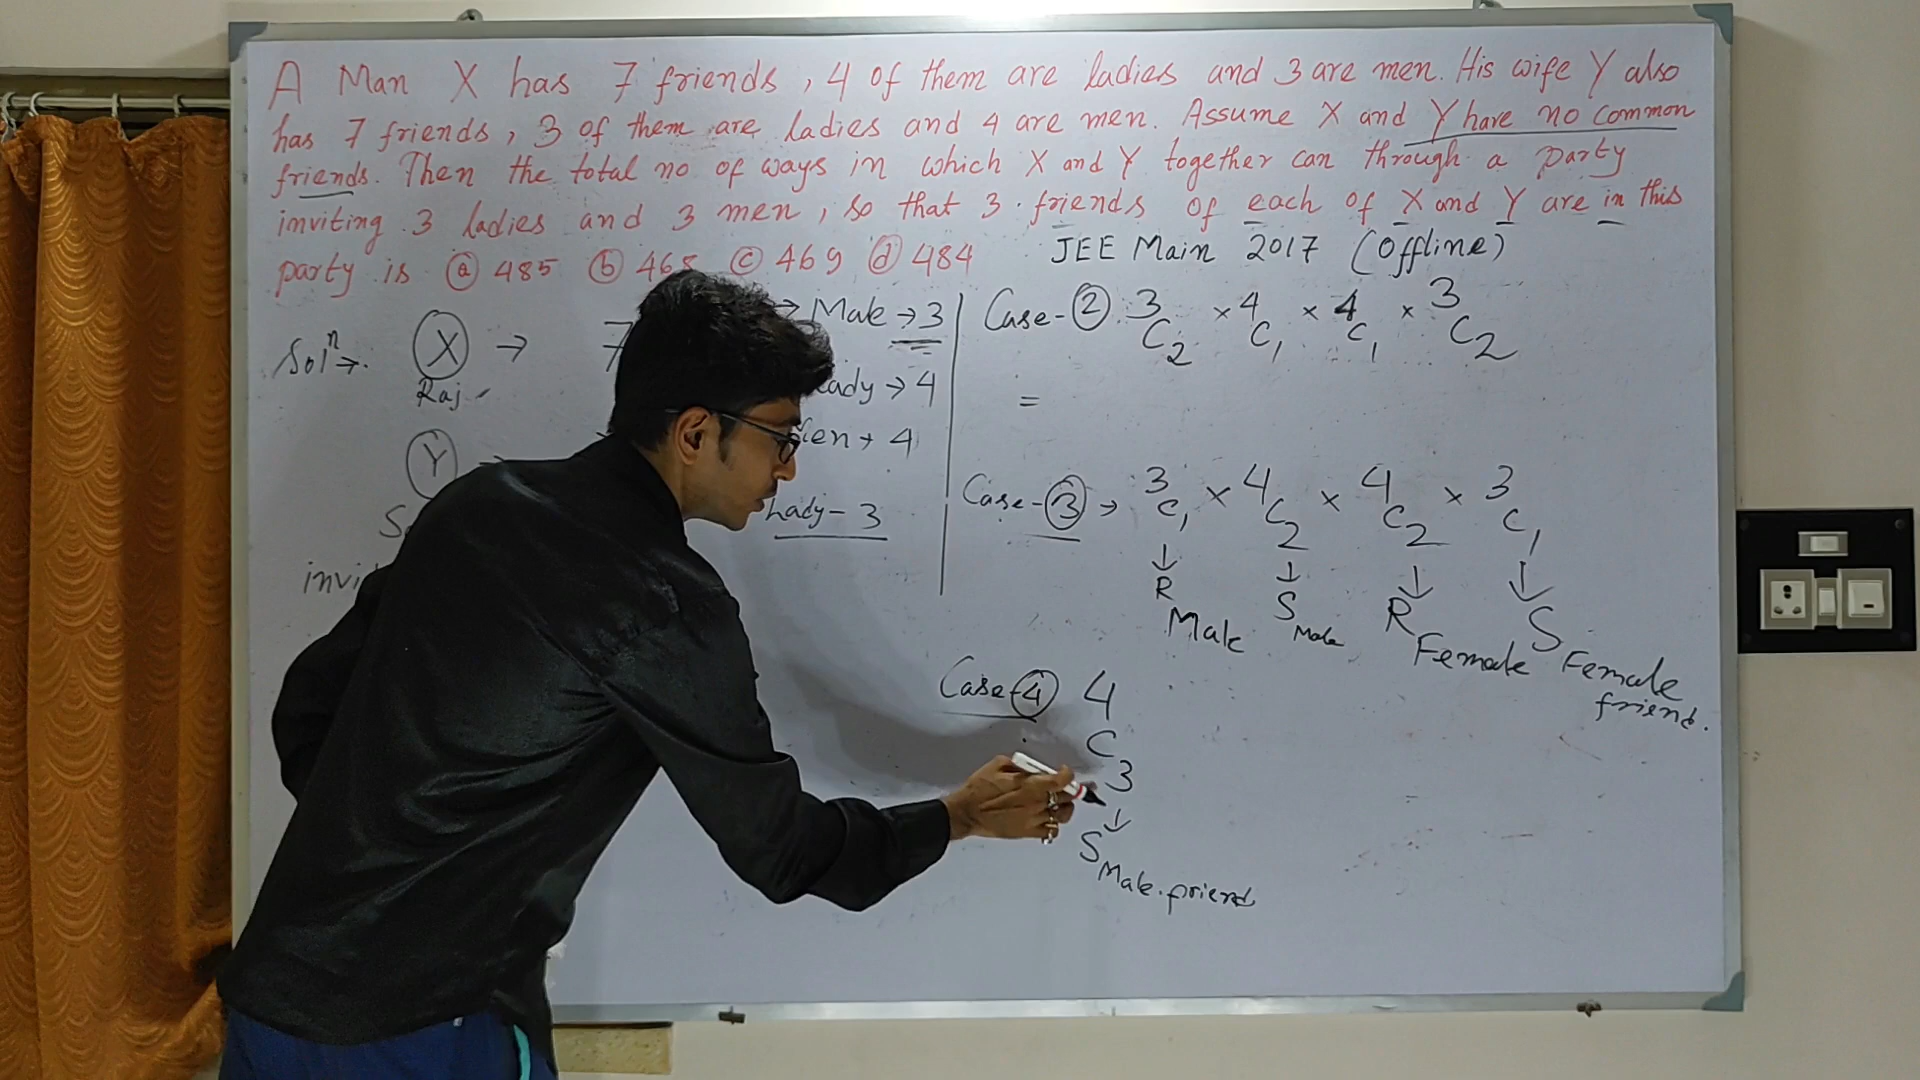 A Man X has 7 friends, 4 of them are ladies and 3 are men. His wife Y also
has 7 friends, 3 of them are ladies and 4 are men. Assume X and Y have no common
friends. Then the total no of ways in which X and Y together can through a party
inviting 3 ladies and 3 men, so that 3 friends of each of X and Y are in this
party is (a) 485 (b) 468 (c) 469 (d) 484 JEE Main 2017 (Offline)
Solⁿ→. X → 7
Raj
→ Male → 3
Lady → 4
Y
Men → 4
Lady - 3
Case-② 3C2 × 4C1 × 4C1 × 3C2
=
Case-③ → 3C1 × 4C2 × 4C2 × 3C1
↓ R Male ↓ S Male ↓ R Female ↓ S Female friend.
Case-④ 4C3
↓
S Male friend